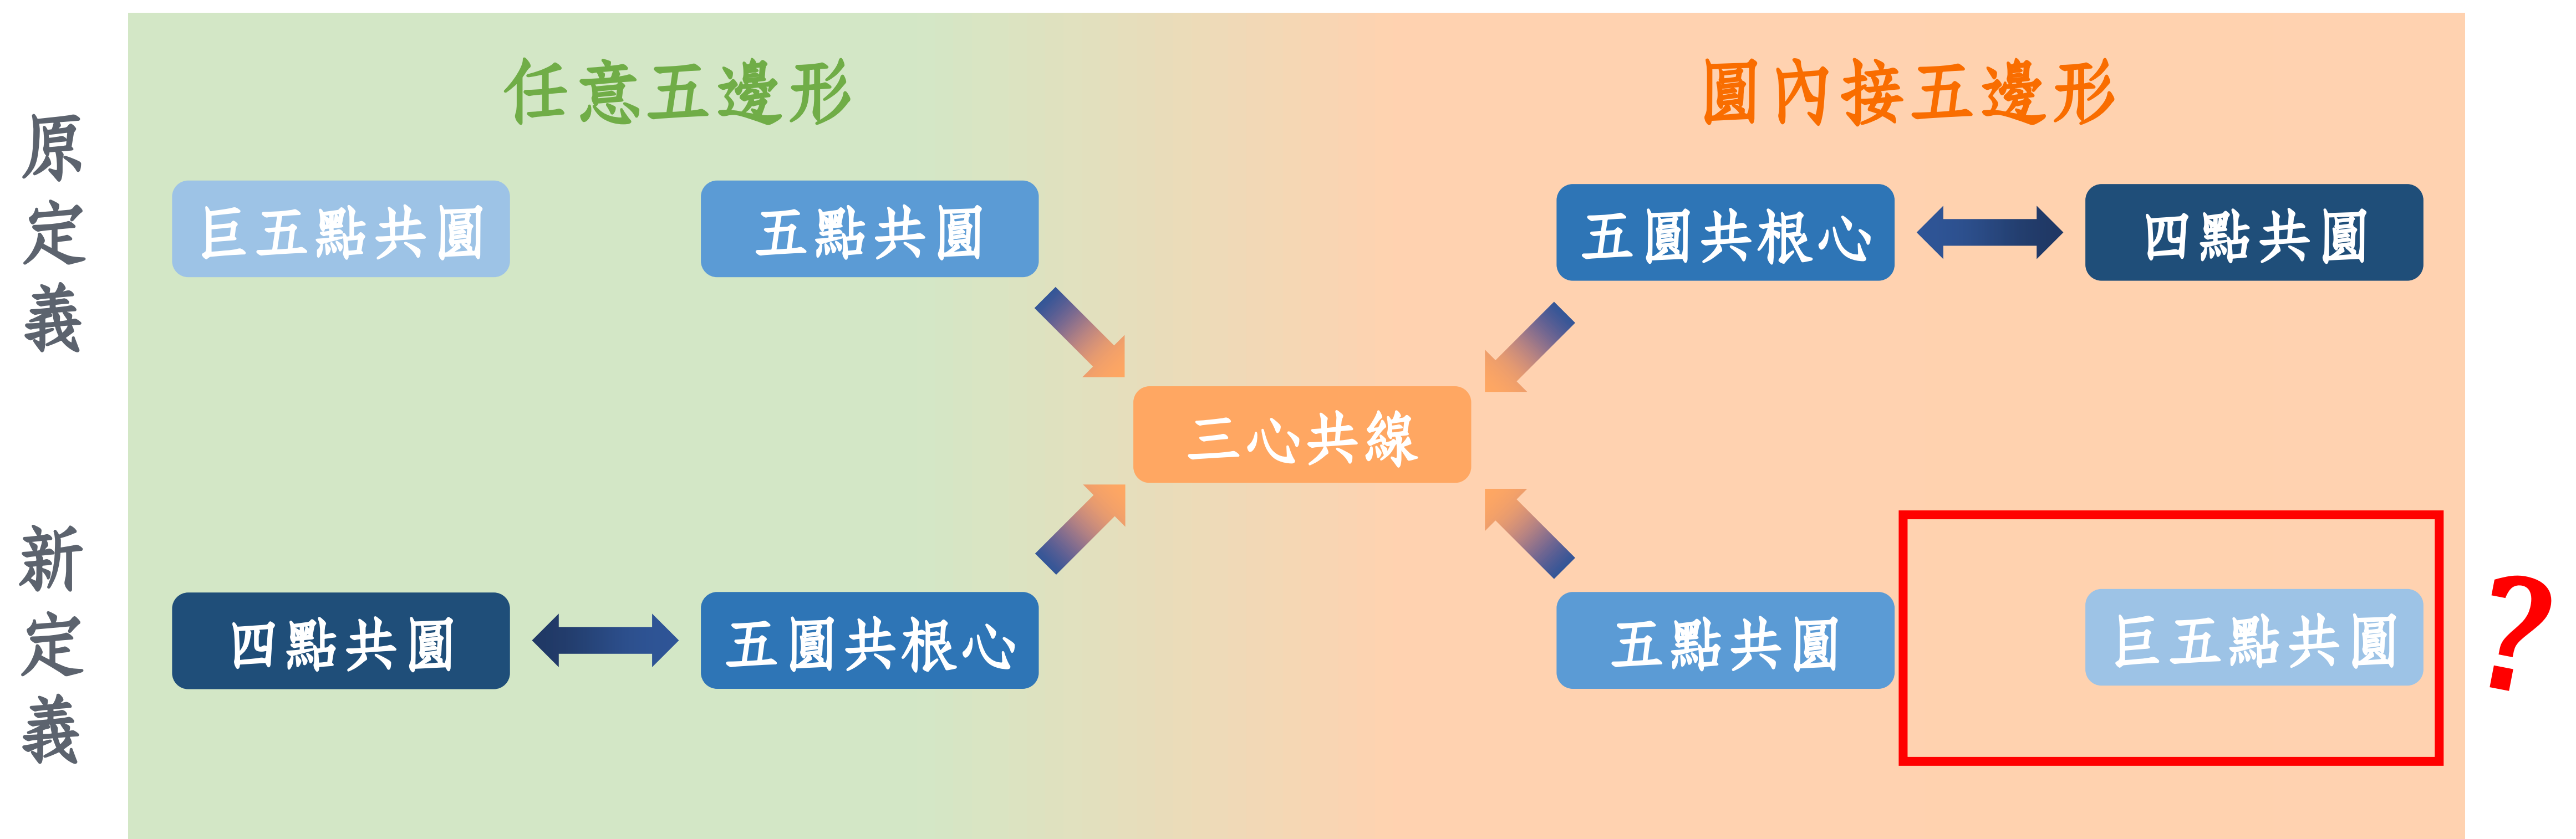 任意五邊形
圓內接五邊形
原定義
巨五點共圓
五點共圓
五圓共根心
四點共圓
三心共線
新定義
四點共圓
五圓共根心
五點共圓
巨五點共圓
?